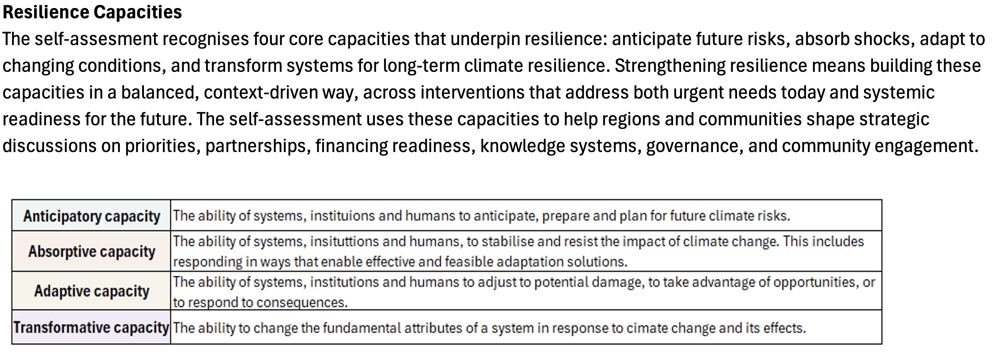 Resilience Capacities
The self-assesment recognises four core capacities that underpin resilience: anticipate future risks, absorb shocks, adapt to
changing conditions, and transform systems for long-term climate resilience. Strengthening resilience means building these
capacities in a balanced, context-driven way, across interventions that address both urgent needs today and systemic
readiness for the future. The self-assessment uses these capacities to help regions and communities shape strategic
discussions on priorities, partnerships, financing readiness, knowledge systems, governance, and community engagement.
Anticipatory capacity The ability of systems, instituions and humans to anticipate, prepare and plan for future climate risks.
Absorptive capacity The ability of systems, insituttions and humans, to stabilise and resist the impact of climate change. This includes
responding in ways that enable effective and feasible adaptation solutions.
Adaptive capacity The ability of systems, institutions and humans to adjust to potential damage, to take advantage of opportunities, or
to respond to consequences.
Transformative capacity The ability to change the fundamental attributes of a system in response to cimate change and its effects.